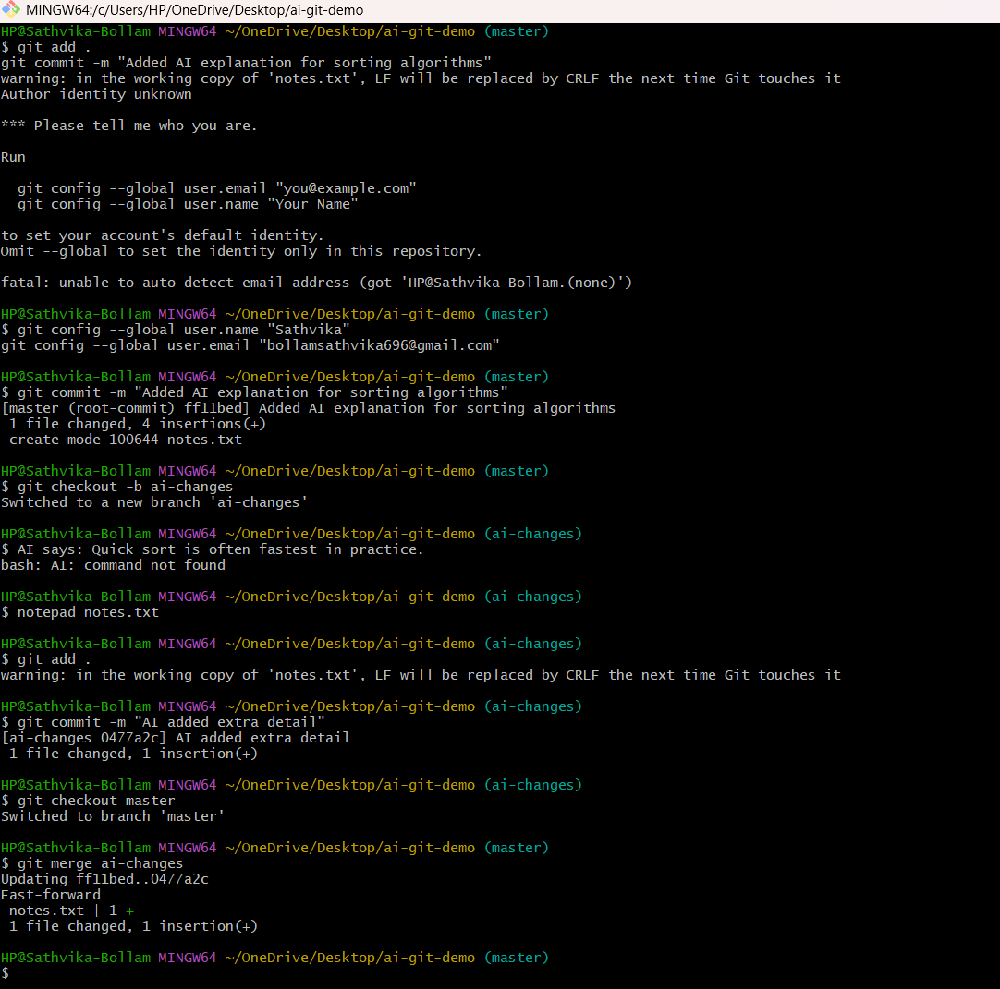 MINGW64:/c/Users/HP/OneDrive/Desktop/ai-git-demo
HP@Sathvika-Bollam MINGW64 ~/OneDrive/Desktop/ai-git-demo (master)
$ git add .
git commit -m "Added AI explanation for sorting algorithms"
warning: in the working copy of 'notes.txt', LF will be replaced by CRLF the next time Git touches it
Author identity unknown
*** Please tell me who you are.
Run
git config --global user.email "you@example.com"
git config --global user.name "Your Name"
to set your account's default identity.
Omit --global to set the identity only in this repository.
fatal: unable to auto-detect email address (got 'HP@Sathvika-Bollam.(none)')
HP@Sathvika-Bollam MINGW64 ~/OneDrive/Desktop/ai-git-demo (master)
$ git config --global user.name "Sathvika"
git config --global user.email "bollamsathvika696@gmail.com"
HP@Sathvika-Bollam MINGW64 ~/OneDrive/Desktop/ai-git-demo (master)
$ git commit -m "Added AI explanation for sorting algorithms"
[master (root-commit) ff11bed] Added AI explanation for sorting algorithms
1 file changed, 4 insertions(+)
create mode 100644 notes.txt
HP@Sathvika-Bollam MINGW64 ~/OneDrive/Desktop/ai-git-demo (master)
$ git checkout -b ai-changes
Switched to a new branch 'ai-changes'
HP@Sathvika-Bollam MINGW64 ~/OneDrive/Desktop/ai-git-demo (ai-changes)
$ AI says: Quick sort is often fastest in practice.
bash: AI: command not found
HP@Sathvika-Bollam MINGW64 ~/OneDrive/Desktop/ai-git-demo (ai-changes)
$ notepad notes.txt
HP@Sathvika-Bollam MINGW64 ~/OneDrive/Desktop/ai-git-demo (ai-changes)
$ git add .
warning: in the working copy of 'notes.txt', LF will be replaced by CRLF the next time Git touches it
HP@Sathvika-Bollam MINGW64 ~/OneDrive/Desktop/ai-git-demo (ai-changes)
$ git commit -m "AI added extra detail"
[ai-changes 0477a2c] AI added extra detail
1 file changed, 1 insertion(+)
HP@Sathvika-Bollam MINGW64 ~/OneDrive/Desktop/ai-git-demo (ai-changes)
$ git checkout master
Switched to branch 'master'
HP@Sathvika-Bollam MINGW64 ~/OneDrive/Desktop/ai-git-demo (master)
$ git merge ai-changes
Updating ff11bed..0477a2c
Fast-forward
notes.txt | 1 +
1 file changed, 1 insertion(+)
HP@Sathvika-Bollam MINGW64 ~/OneDrive/Desktop/ai-git-demo (master)
$